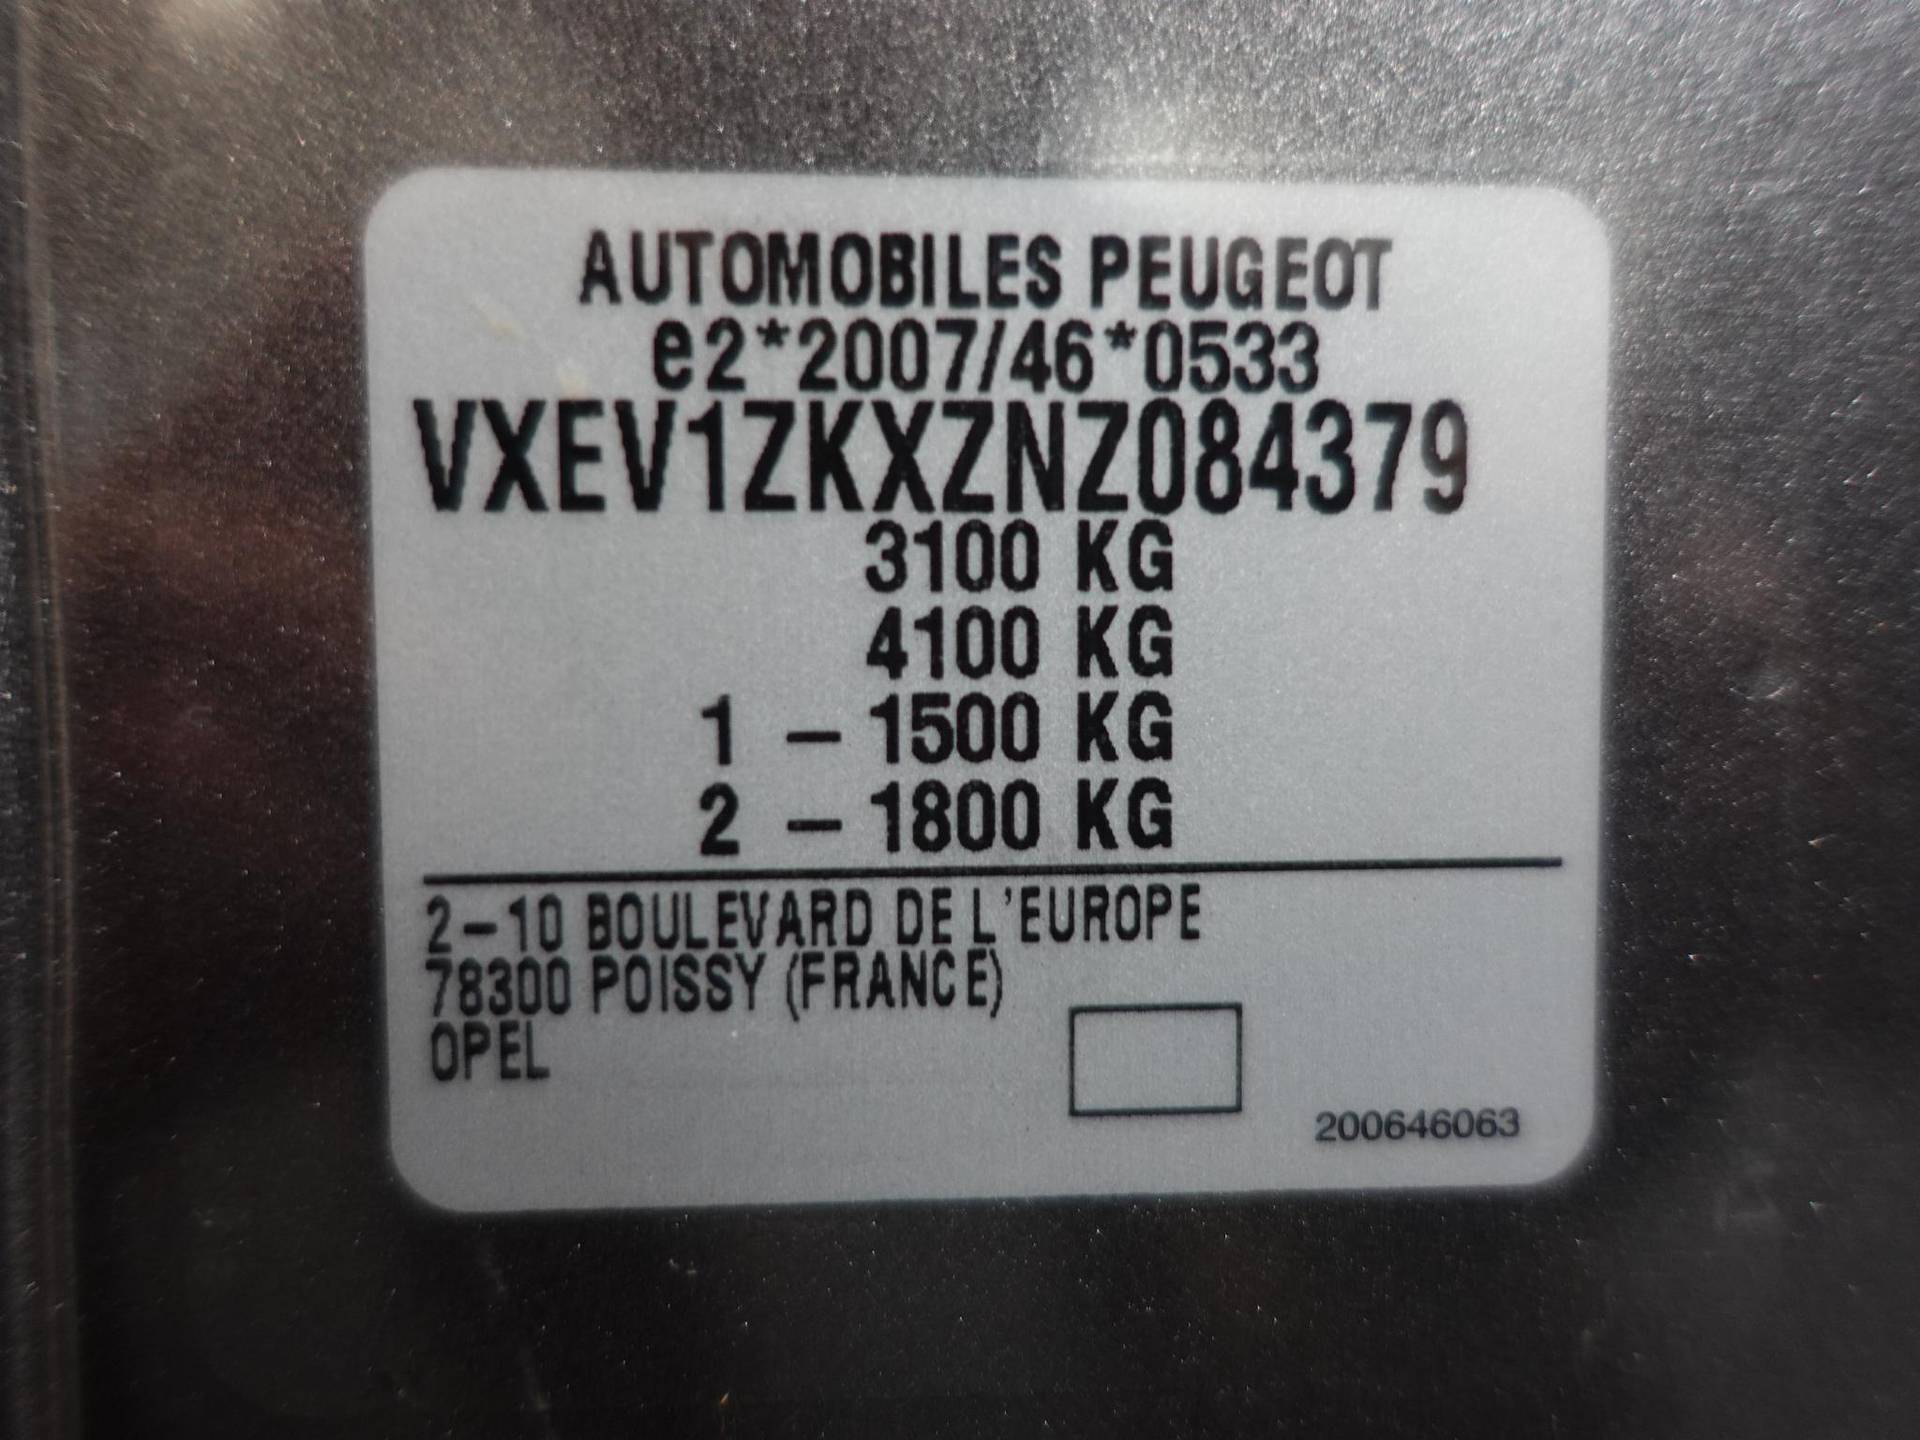 AUTOMOBILES PEUGEOT
e2*2007/46*0533
VXEV1ZKXZNZ084379
3100 KG
4100 KG
1 – 1500 KG
2 – 1800 KG
2–10 BOULEVARD DE L'EUROPE
78300 POISSY (FRANCE)
OPEL
200646063